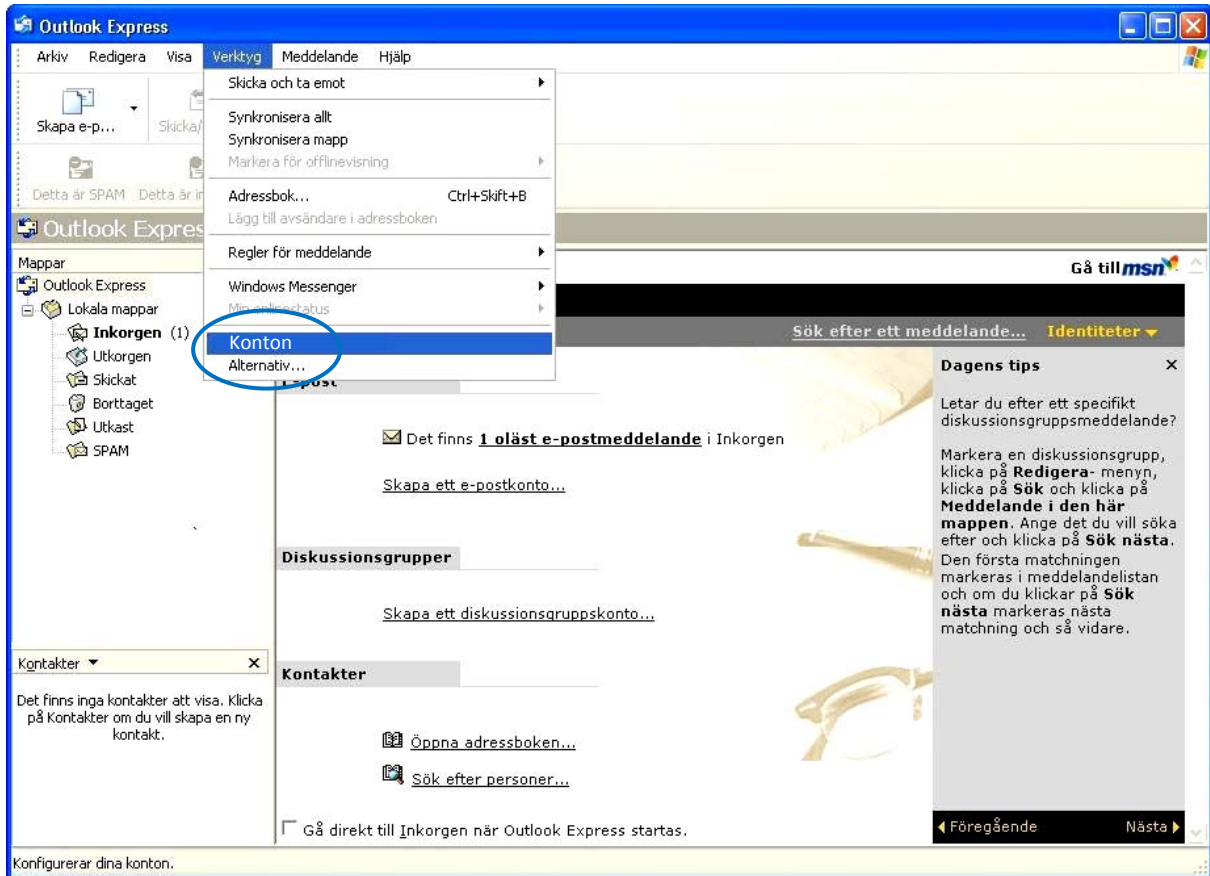 Outlook Express
Arkiv Redigera Visa Verktyg Meddelande Hjälp
Skapa e-p... Skicka/
Detta är SPAM Detta är in
Skicka och ta emot
Synkronisera allt
Synkronisera mapp
Markera för offlinevisning
Adressbok... Ctrl+Skift+B
Lägg till avsändare i adressboken
Regler för meddelande
Windows Messenger
Min onlinestatus
Konton
Alternativ...
Outlook Expres
Mappar
Outlook Express
Lokala mappar
Inkorgen (1)
Utkorgen
Skickat
Borttaget
Utkast
SPAM
Kontakter
Det finns inga kontakter att visa. Klicka
på Kontakter om du vill skapa en ny
kontakt.
Gå till msn
Sök efter ett meddelande... Identiteter
E-post
Det finns 1 oläst e-postmeddelande i Inkorgen
Skapa ett e-postkonto...
Diskussionsgrupper
Skapa ett diskussionsgruppskonto...
Kontakter
Öppna adressboken...
Sök efter personer...
Gå direkt till Inkorgen när Outlook Express startas.
Dagens tips
Letar du efter ett specifikt
diskussionsgruppsmeddelande?
Markera en diskussionsgrupp,
klicka på Redigera- menyn,
klicka på Sök och klicka på
Meddelande i den här
mappen. Ange det du vill söka
efter och klicka på Sök nästa.
Den första matchningen
markeras i meddelandelistan
och om du klickar på Sök
nästa markeras nästa
matchning och så vidare.
Föregående Nästa
Konfigurerar dina konton.